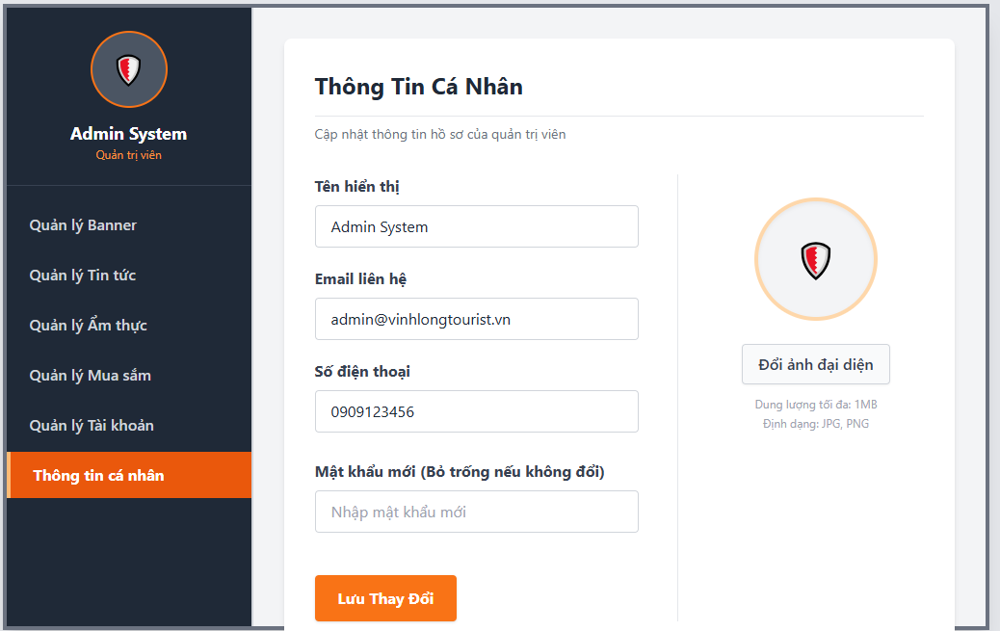 Admin System
Quản trị viên
Quản lý Banner
Quản lý Tin tức
Quản lý Ẩm thực
Quản lý Mua sắm
Quản lý Tài khoản
Thông tin cá nhân
Thông Tin Cá Nhân
Cập nhật thông tin hồ sơ của quản trị viên
Tên hiển thị
Admin System
Email liên hệ
admin@vinhlongtourist.vn
Số điện thoại
0909123456
Mật khẩu mới (Bỏ trống nếu không đổi)
Nhập mật khẩu mới
Lưu Thay Đổi
Đổi ảnh đại diện
Dung lượng tối đa: 1MB
Định dạng: JPG, PNG